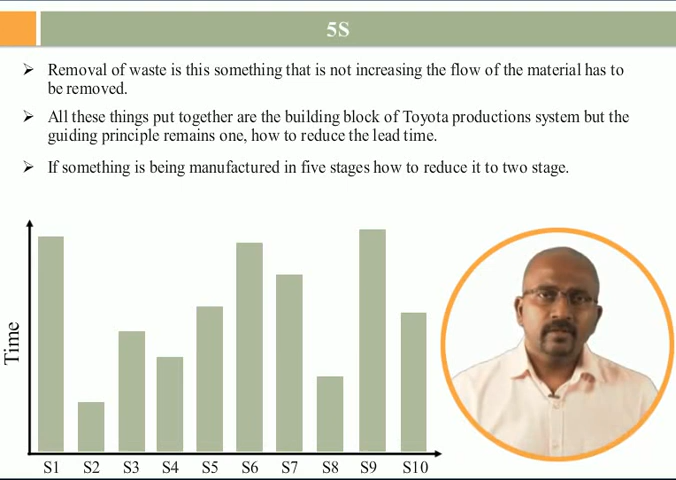 5S
➢ Removal of waste is this something that is not increasing the flow of the material has to
be removed.
➢ All these things put together are the building block of Toyota productions system but the
guiding principle remains one, how to reduce the lead time.
➢ If something is being manufactured in five stages how to reduce it to two stage.
Time
S1 S2 S3 S4 S5 S6 S7 S8 S9 S10